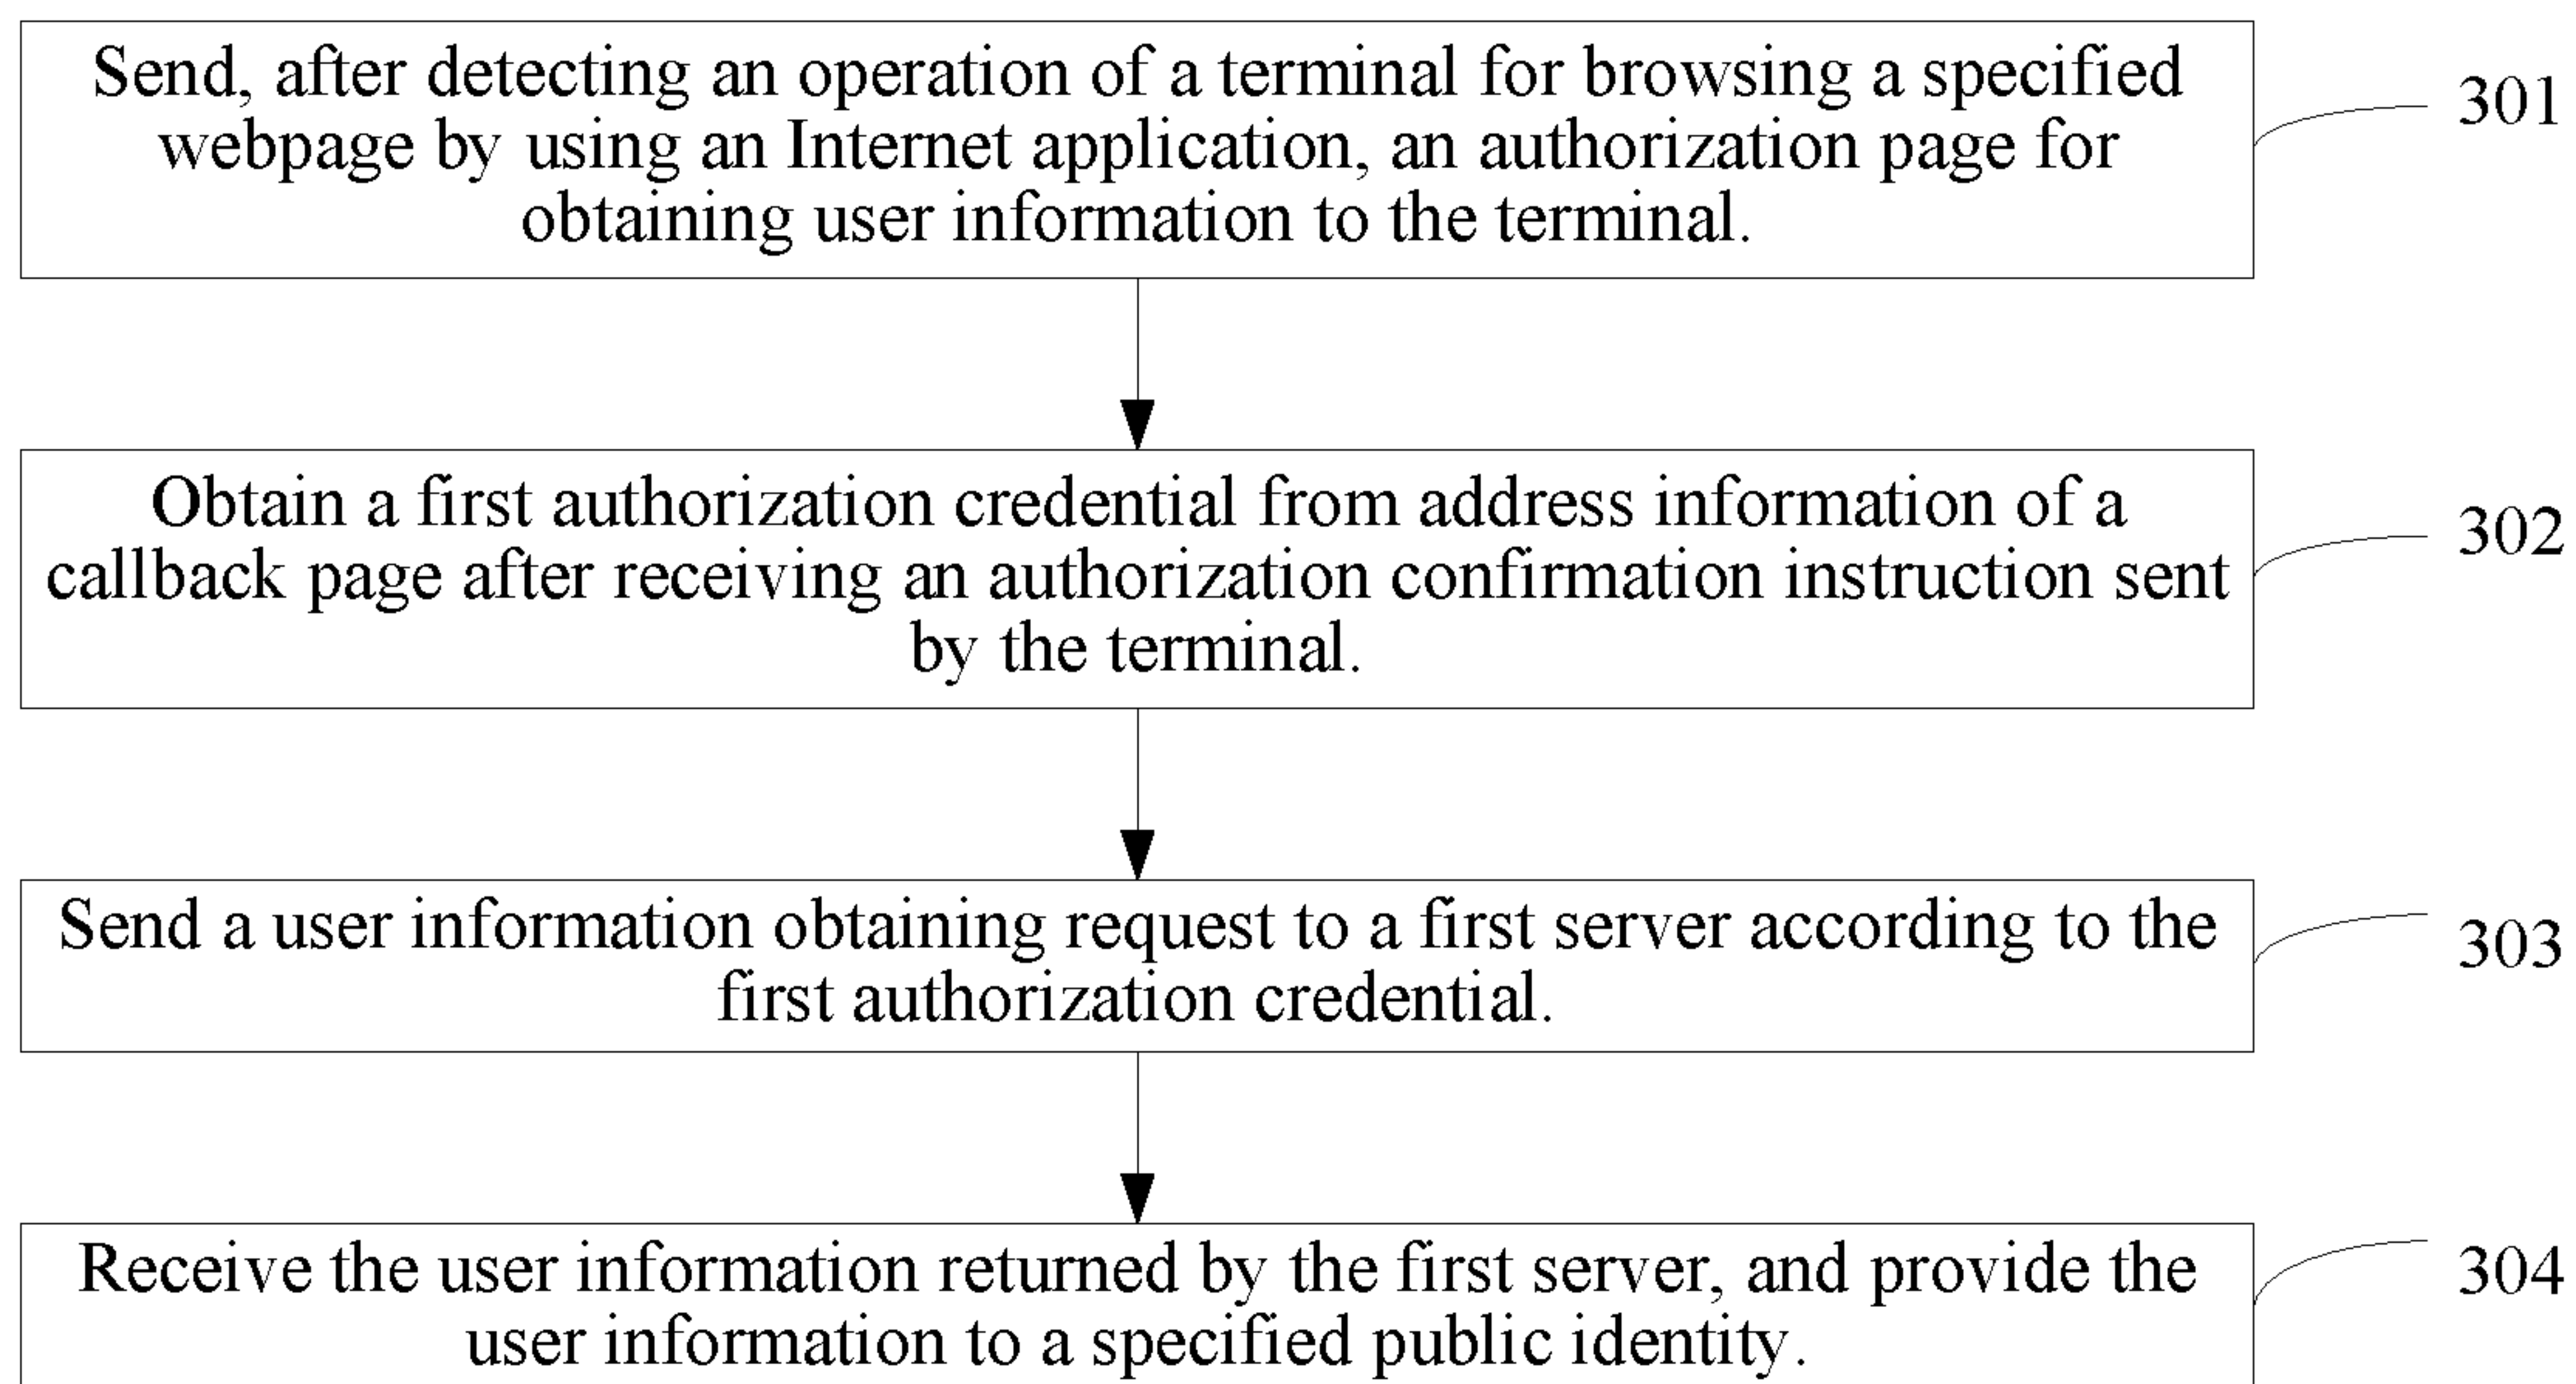 Send, after detecting an operation of a terminal for browsing a specified
webpage by using an Internet application, an authorization page for
obtaining user information to the terminal.
301
Obtain a first authorization credential from address information of a
callback page after receiving an authorization confirmation instruction sent
by the terminal.
302
Send a user information obtaining request to a first server according to the
first authorization credential.
303
Receive the user information returned by the first server, and provide the
user information to a specified public identity.
304